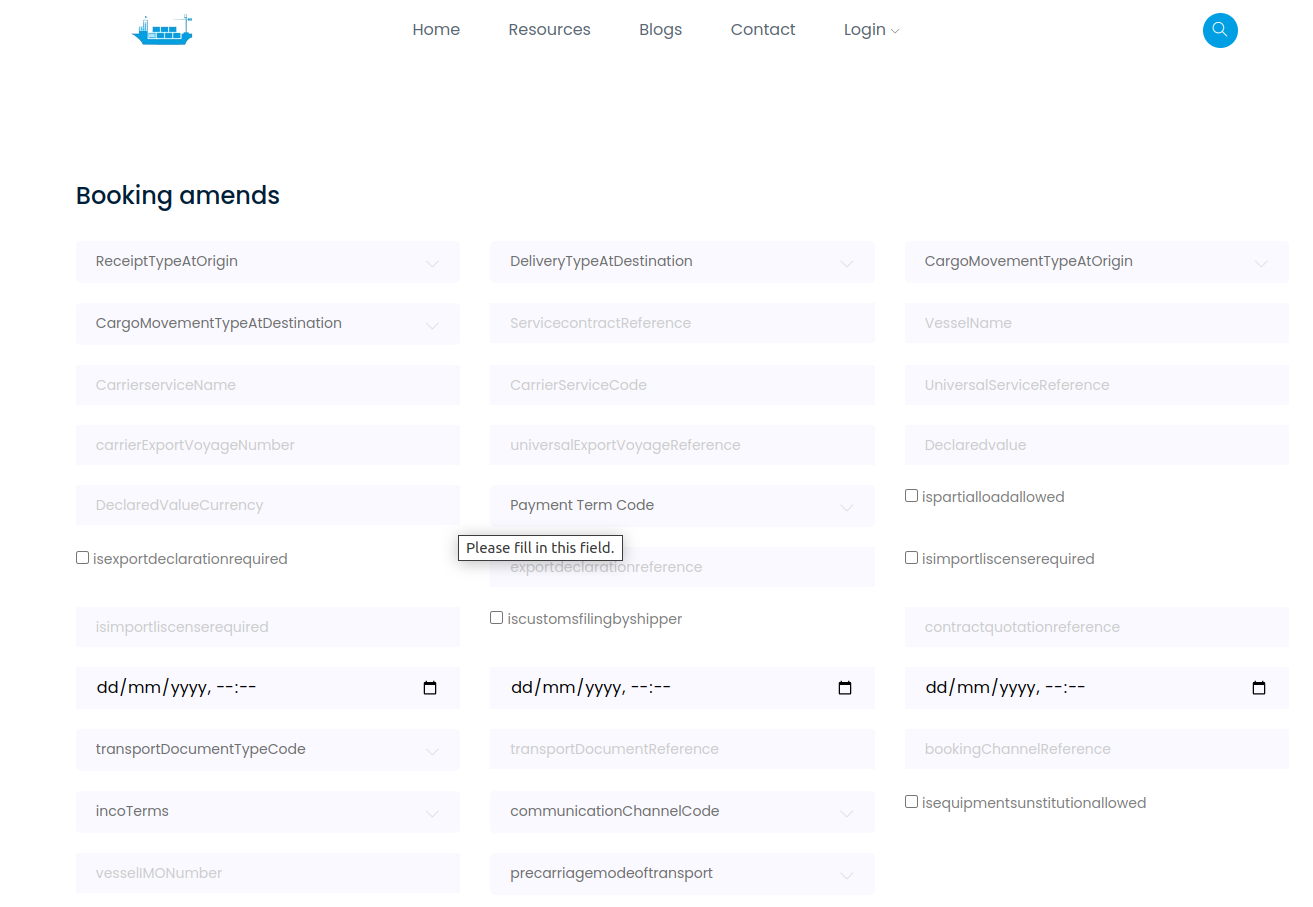 Home Resources Blogs Contact Login
Booking amends
ReceiptTypeAtOrigin DeliveryTypeAtDestination CargoMovementTypeAtOrigin
CargoMovementTypeAtDestination ServicecontractReference VesselName
CarrierserviceName CarrierServiceCode UniversalServiceReference
carrierExportVoyageNumber universalExportVoyageReference Declaredvalue
DeclaredValueCurrency Payment Term Code ispartialloadallowed
Please fill in this field.
isexportdeclarationrequired exportdeclarationreference isimportliscenserequired
isimportliscenserequired iscustomsfilingbyshipper contractquotationreference
dd/mm/yyyy, --:-- dd/mm/yyyy, --:-- dd/mm/yyyy, --:--
transportDocumentTypeCode transportDocumentReference bookingChannelReference
incoTerms communicationChannelCode isequipmentsunstitutionallowed
vesselIMONumber precarriagemodeoftransport